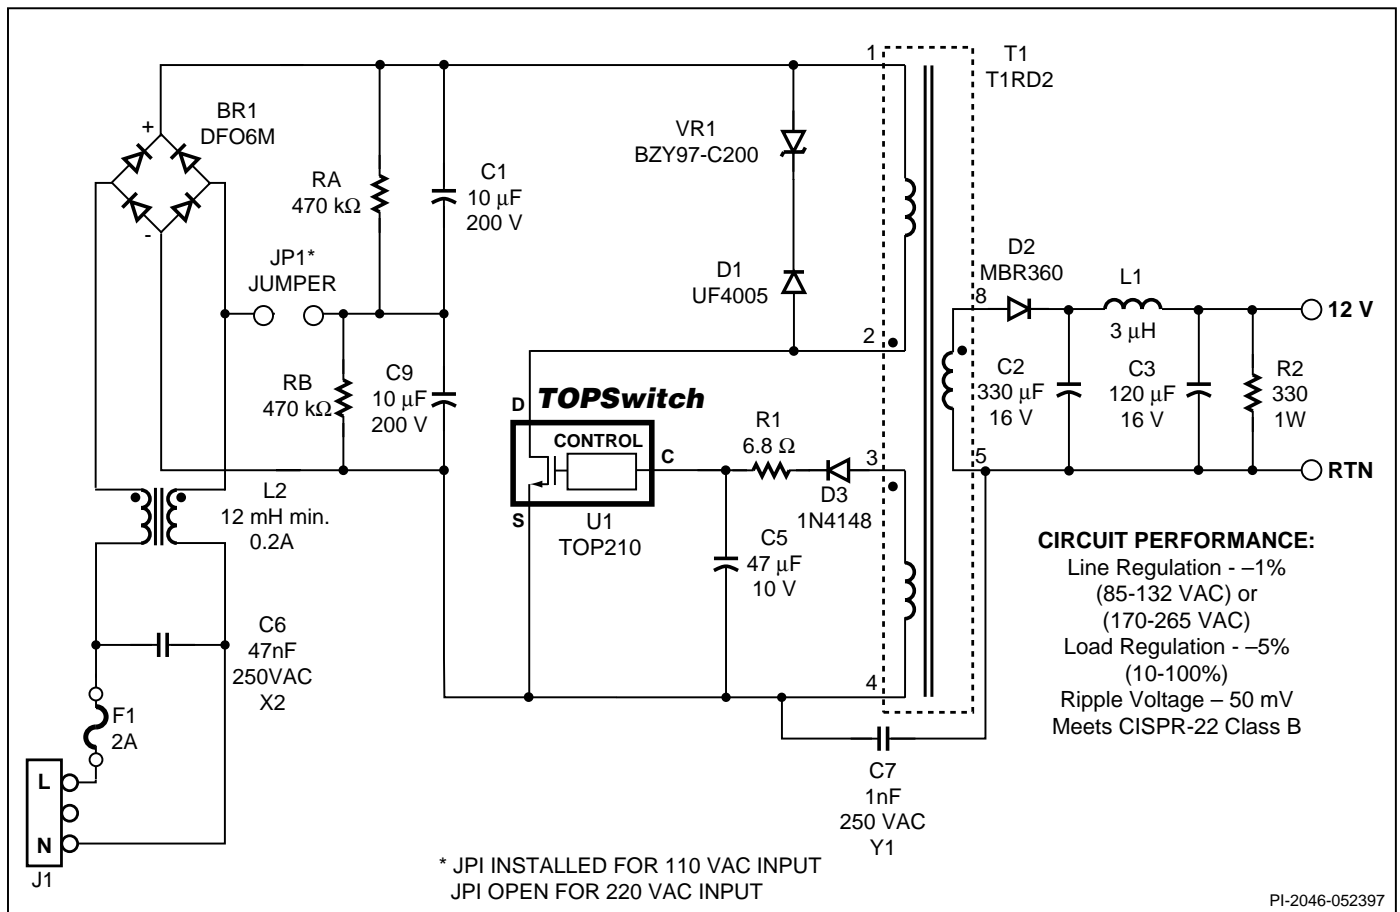 1
T1
T1RD2
BR1
DFO6M
+
-
RA
470 kΩ
C1
10 µF
200 V
VR1
BZY97-C200
D1
UF4005
JP1*
JUMPER
2
D2
MBR360
8
L1
3 µH
12 V
RB
470 kΩ
C9
10 µF
200 V
C2
330 µF
16 V
C3
120 µF
16 V
R2
330
1W
TOPSwitch
D
CONTROL
C
S
U1
TOP210
R1
6.8 Ω
3
D3
1N4148
5
RTN
L2
12 mH min.
0.2A
C5
47 µF
10 V
CIRCUIT PERFORMANCE:
Line Regulation - –1%
(85-132 VAC) or
(170-265 VAC)
Load Regulation - –5%
(10-100%)
Ripple Voltage – 50 mV
Meets CISPR-22 Class B
C6
47nF
250VAC
X2
4
F1
2A
L
N
J1
C7
1nF
250 VAC
Y1
* JPI INSTALLED FOR 110 VAC INPUT
JPI OPEN FOR 220 VAC INPUT
PI-2046-052397